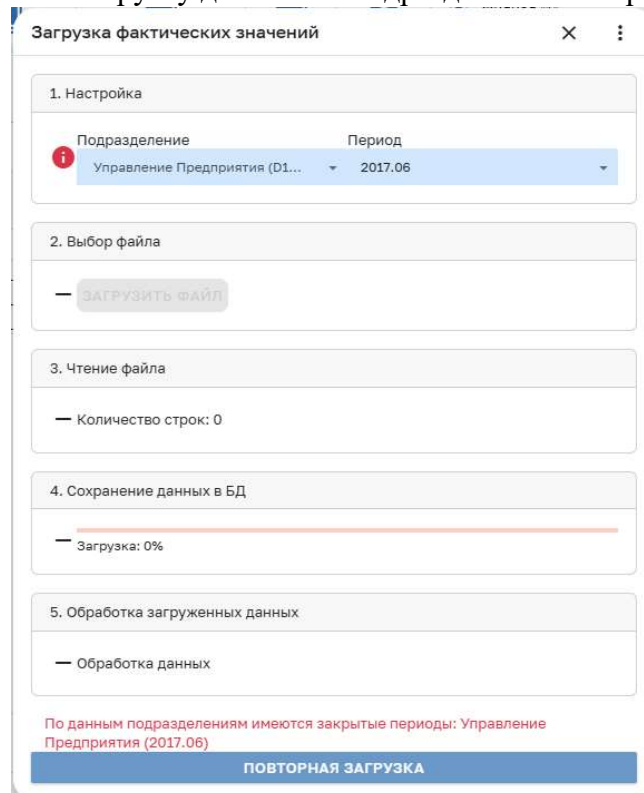 Загрузка фактических значений
1. Настройка
Подразделение Период
Управление Предприятия (D1... 2017.06
2. Выбор файла
ЗАГРУЗИТЬ ФАЙЛ
3. Чтение файла
Количество строк: 0
4. Сохранение данных в БД
Загрузка: 0%
5. Обработка загруженных данных
Обработка данных
По данным подразделениям имеются закрытые периоды: Управление
Предприятия (2017.06)
ПОВТОРНАЯ ЗАГРУЗКА